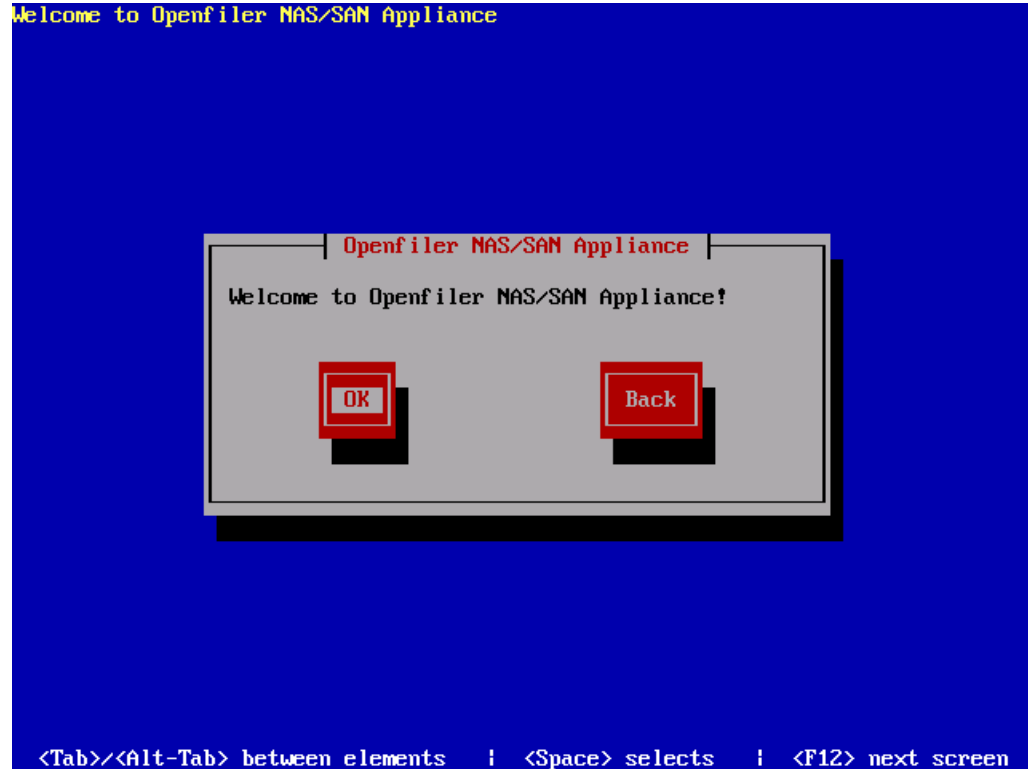 Welcome to Openfiler NAS/SAN Appliance
Openfiler NAS/SAN Appliance
Welcome to Openfiler NAS/SAN Appliance!
OK Back
<Tab>/<Alt-Tab> between elements | <Space> selects | <F12> next screen